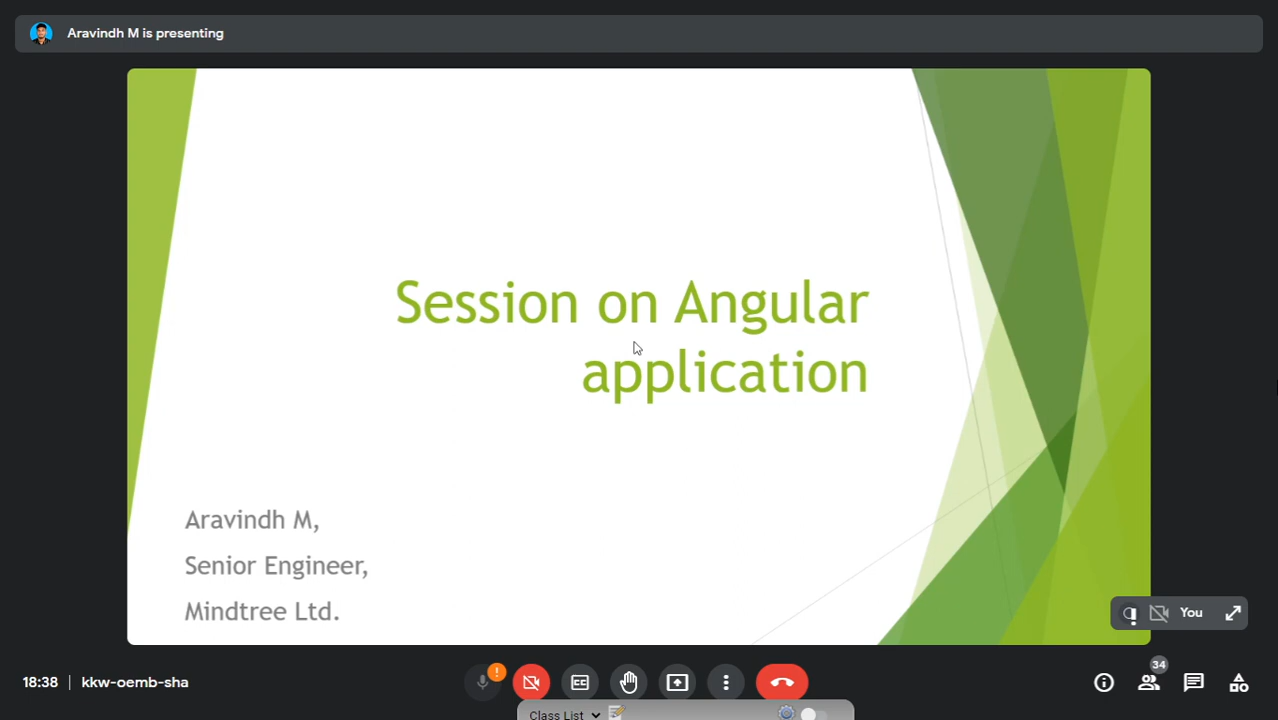 Aravindh M is presenting
Session on Angular
application
Aravindh M,
Senior Engineer,
Mindtree Ltd.
You
34
18:38 | kkw-oemb-sha
CC
Class List